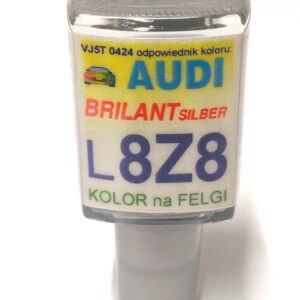 VJ5T 0424 odpowiednik koloru:
AUDI
BRILANT SILBER
L8Z8
KOLOR na FELGI